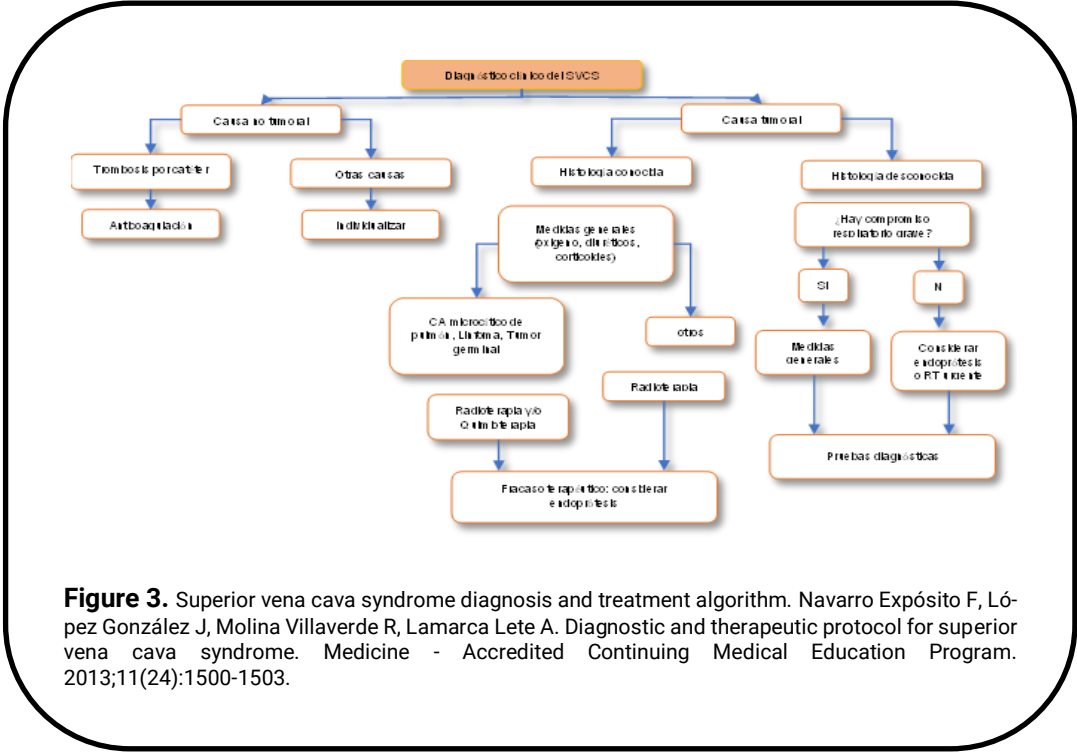 Diagnóstico clínico del SVCS
Causa no tumoral
Causa tumoral
Trombosis por catéter
Otras causas
Histología conocida
Histología desconocida
Anticoagulación
Individualizar
Medidas generales
(oxígeno, diuréticos,
corticoides)
¿Hay compromiso
respiratorio grave?
SI
N
CA microcítico de
pulmón, Linfoma, Tumor
germinal
otros
Medidas
generales
Considerar
endoprótesis
o RT urgente
Radioterapia y/o
Quimioterapia
Radioterapia
Pruebas diagnósticas
Fracaso terapéutico: considerar
endoprótesis
Figure 3. Superior vena cava syndrome diagnosis and treatment algorithm. Navarro Expósito F, Ló-
pez González J, Molina Villaverde R, Lamarca Lete A. Diagnostic and therapeutic protocol for superior
vena cava syndrome. Medicine - Accredited Continuing Medical Education Program.
2013;11(24):1500-1503.